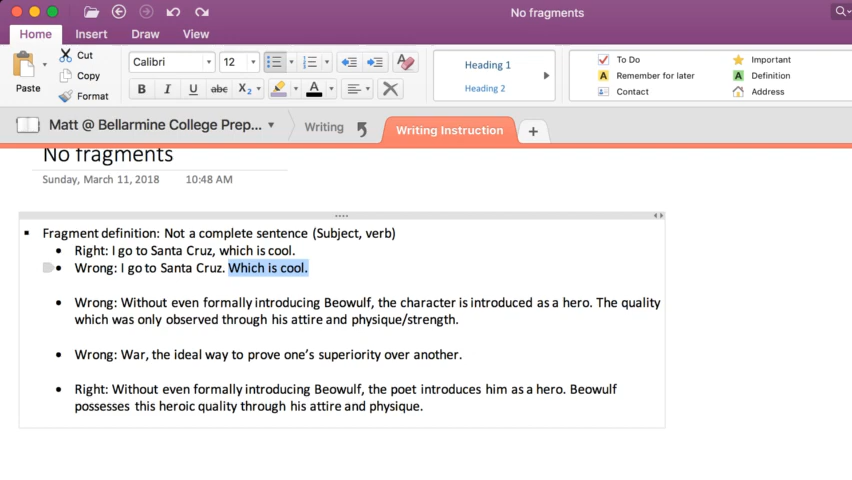 No fragments
Home Insert Draw View
Cut
Copy
Paste Format
Calibri 12
B I U abc X2 A
Heading 1
Heading 2
To Do Important
A Remember for later A Definition
Contact Address
Matt @ Bellarmine College Prep... Writing Writing Instruction +
No fragments
Sunday, March 11, 2018 10:48 AM
Fragment definition: Not a complete sentence (Subject, verb)
Right: I go to Santa Cruz, which is cool.
Wrong: I go to Santa Cruz. Which is cool.
Wrong: Without even formally introducing Beowulf, the character is introduced as a hero. The quality
which was only observed through his attire and physique/strength.
Wrong: War, the ideal way to prove one's superiority over another.
Right: Without even formally introducing Beowulf, the poet introduces him as a hero. Beowulf
possesses this heroic quality through his attire and physique.